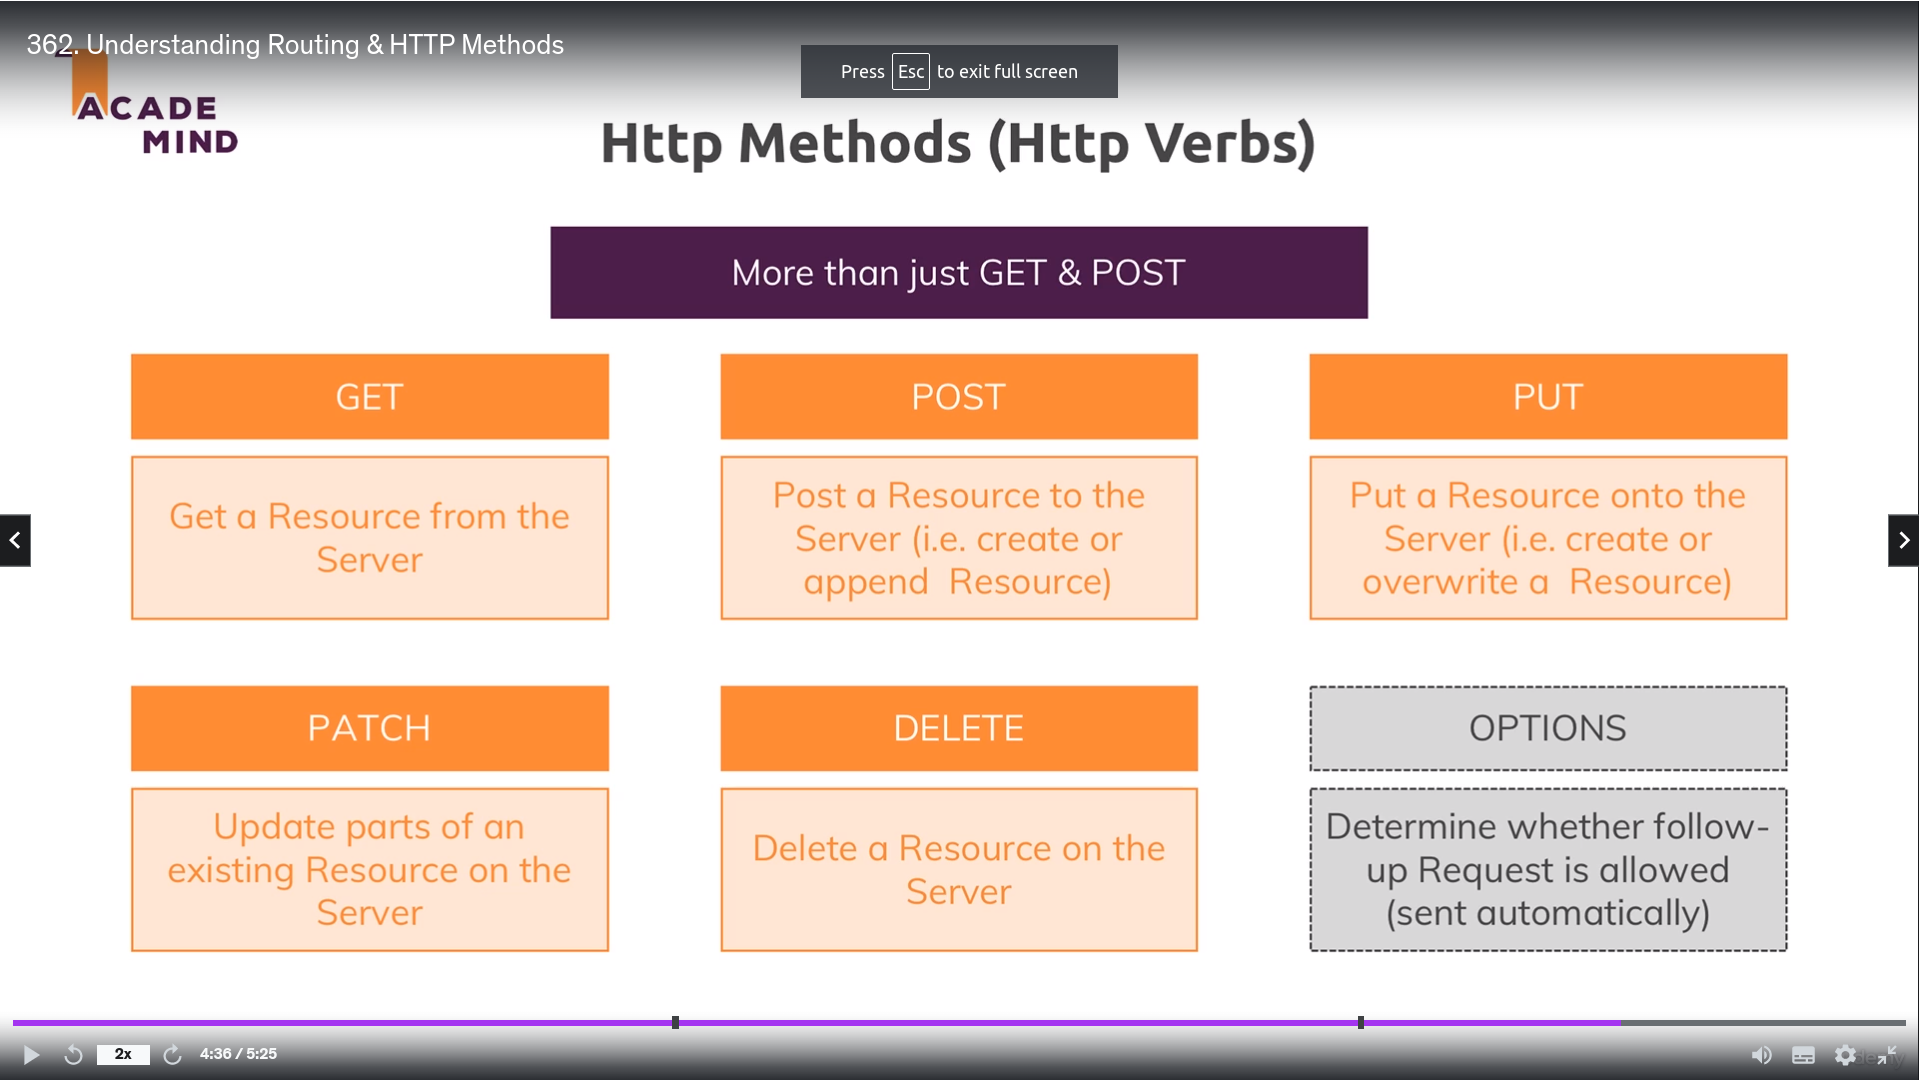 362. Understanding Routing & HTTP Methods
Press Esc to exit full screen
ACADE
MIND
Http Methods (Http Verbs)
More than just GET & POST
GET
POST
PUT
Get a Resource from the
Server
Post a Resource to the
Server (i.e. create or
append Resource)
Put a Resource onto the
Server (i.e. create or
overwrite a Resource)
PATCH
DELETE
OPTIONS
Update parts of an
existing Resource on the
Server
Delete a Resource on the
Server
Determine whether follow-
up Request is allowed
(sent automatically)
2x
4:36 / 5:25